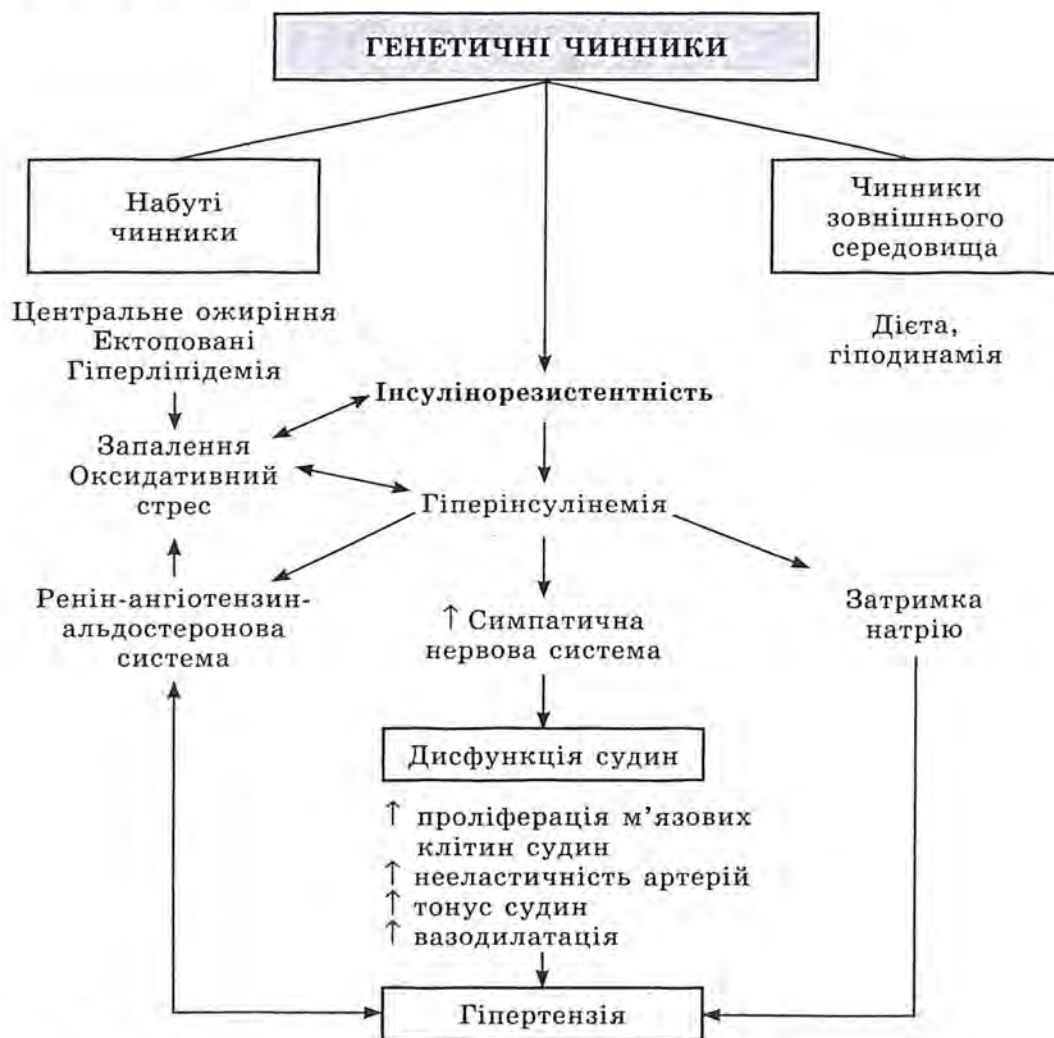 ГЕНЕТИЧНІ ЧИННИКИ
Набуті
чинники
Чинники
зовнішнього
середовища
Центральне ожиріння
Ектоповані
Гіперліпідемія
Дієта,
гіподинамія
Інсулінорезистентність
Запалення
Оксидативний
стрес
Гіперінсулінемія
Ренін-ангіотензин-
альдостеронова
система
↑ Симпатична
нервова система
Затримка
натрію
Дисфункція судин
↑ проліферація м’язових
клітин судин
↑ нееластичність артерій
↑ тонус судин
↑ вазодилатація
Гіпертензія